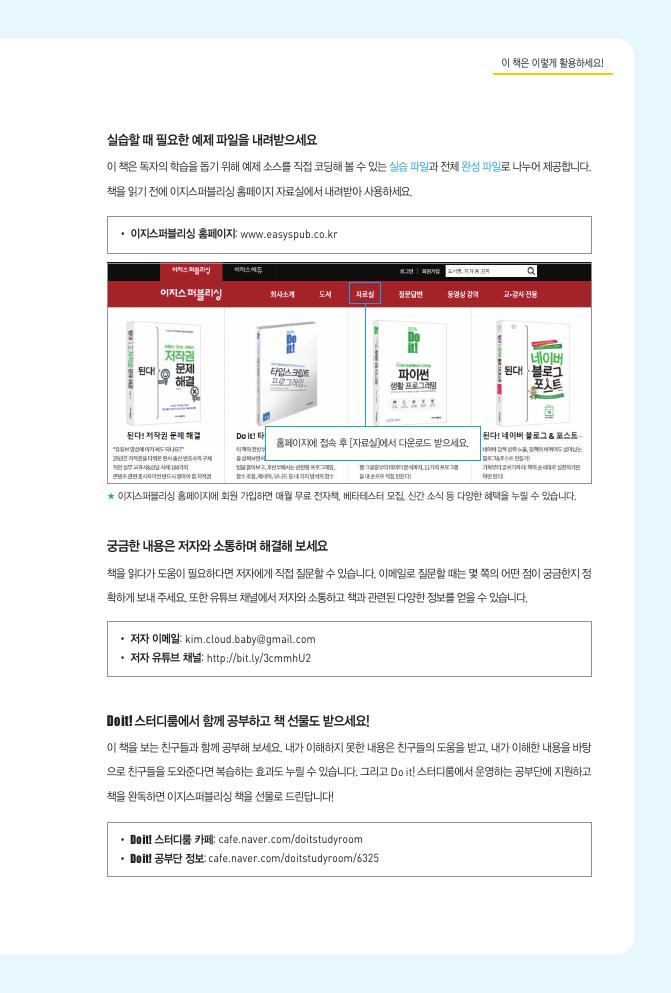 이 책은 이렇게 활용하세요!
실습할 때 필요한 예제 파일을 내려받으세요
이 책은 독자의 학습을 돕기 위해 예제 소스를 직접 코딩해 볼 수 있는 실습 파일과 전체 완성 파일로 나누어 제공합니다.
책을 읽기 전에 이지스퍼블리싱 홈페이지 자료실에서 내려받아 사용하세요.
• 이지스퍼블리싱 홈페이지: www.easyspub.co.kr
이지스퍼블리싱 이지스에듀 로그인 | 회원가입 도서명, 저자 등 검색
이지스퍼블리싱 회사소개 도서 자료실 질문답변 동영상 강의 교·강사 전용
된다! 저작권 문제 해결
Do it! 타입스크립트 프로그래밍
Do it! 파이썬 생활 프로그래밍
된다! 네이버 블로그 포스트
된다! 저작권 문제 해결
Do it! 타
된다! 네이버 블로그 & 포스트...
홈페이지에 접속 후 [자료실]에서 다운로드 받으세요.
"유튜브 영상에 이거 써도 되나요?"
★ 이지스퍼블리싱 홈페이지에 회원 가입하면 매월 무료 전자책, 베타테스터 모집, 신간 소식 등 다양한 혜택을 누릴 수 있습니다.
궁금한 내용은 저자와 소통하며 해결해 보세요
책을 읽다가 도움이 필요하다면 저자에게 직접 질문할 수 있습니다. 이메일로 질문할 때는 몇 쪽의 어떤 점이 궁금한지 정
확하게 보내 주세요. 또한 유튜브 채널에서 저자와 소통하고 책과 관련된 다양한 정보를 얻을 수 있습니다.
• 저자 이메일: kim.cloud.baby@gmail.com
• 저자 유튜브 채널: http://bit.ly/3cmmhU2
Do it! 스터디룸에서 함께 공부하고 책 선물도 받으세요!
이 책을 보는 친구들과 함께 공부해 보세요. 내가 이해하지 못한 내용은 친구들의 도움을 받고, 내가 이해한 내용을 바탕
으로 친구들을 도와준다면 복습하는 효과도 누릴 수 있습니다. 그리고 Do it! 스터디룸에서 운영하는 공부단에 지원하고
책을 완독하면 이지스퍼블리싱 책을 선물로 드린답니다!
• Do it! 스터디룸 카페: cafe.naver.com/doitstudyroom
• Do it! 공부단 정보: cafe.naver.com/doitstudyroom/6325